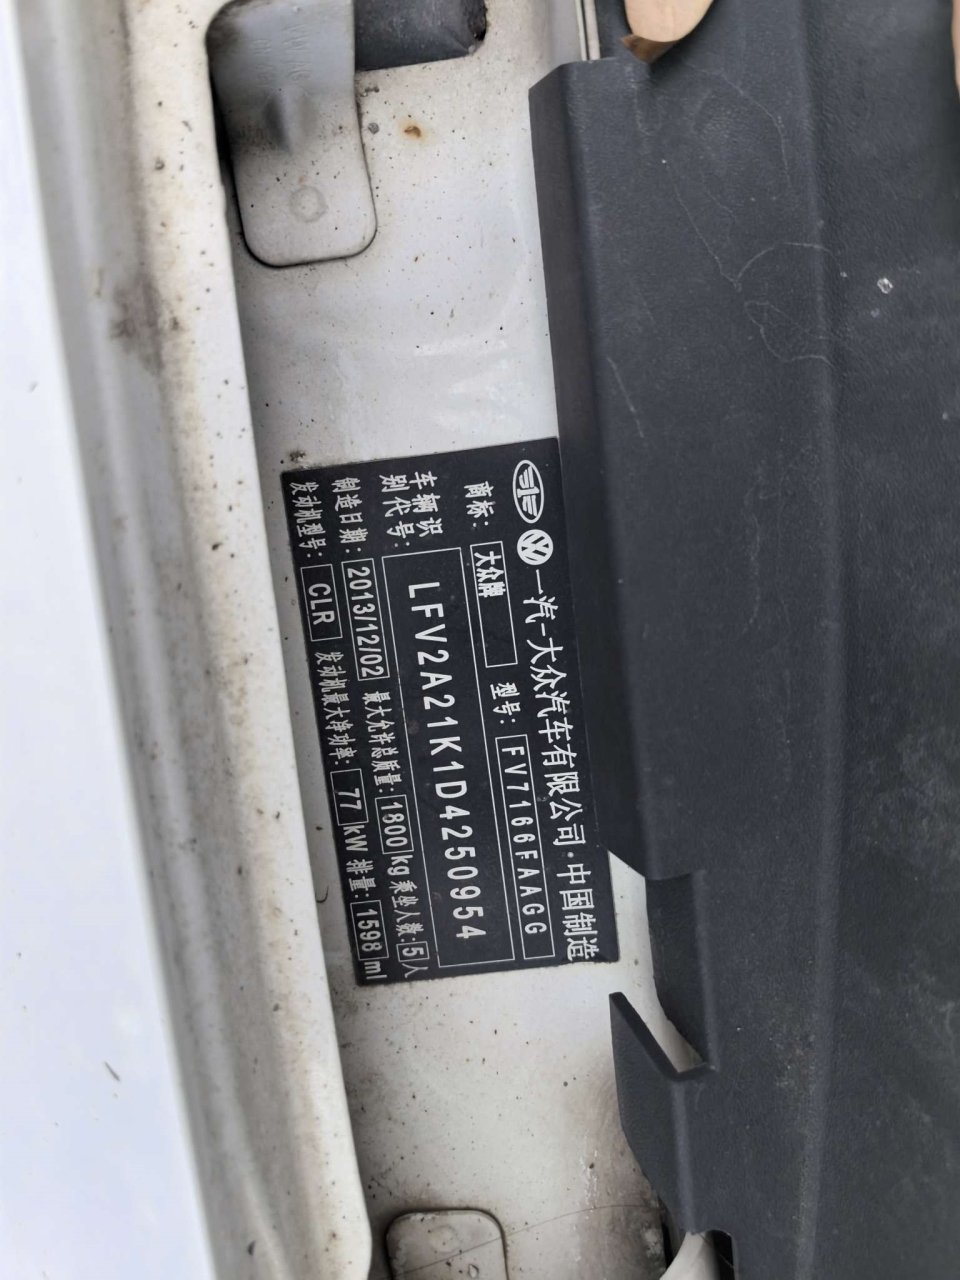 一汽-大众汽车有限公司·中国制造
商标: 大众牌 型号: FV7166FAAGG
车辆识别代号: LFV2A21K1D4250954
制造日期: 2013/12/02 最大允许总质量: 1800 kg 乘坐人数: 5 人
发动机型号: CLR 发动机最大净功率: 77 kW 排量: 1598 ml